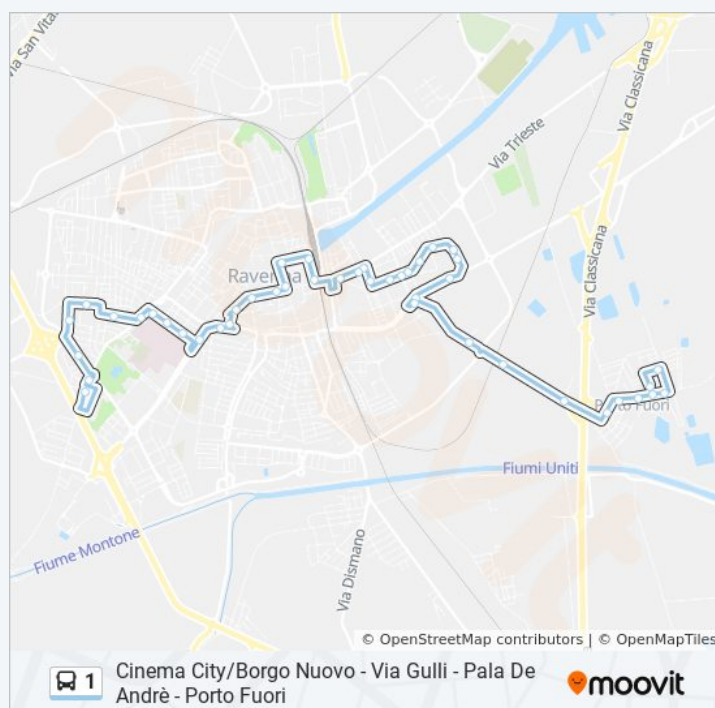 Via San Vital
Via Classicana
Via Trieste
Ravenna
Via Classicana
Porto Fuori
Fiumi Uniti
Fiume Montone
Via Dismano
© OpenStreetMap contributors | © OpenMapTiles
1
Cinema City/Borgo Nuovo - Via Gulli - Pala De
Andrè - Porto Fuori
moovit